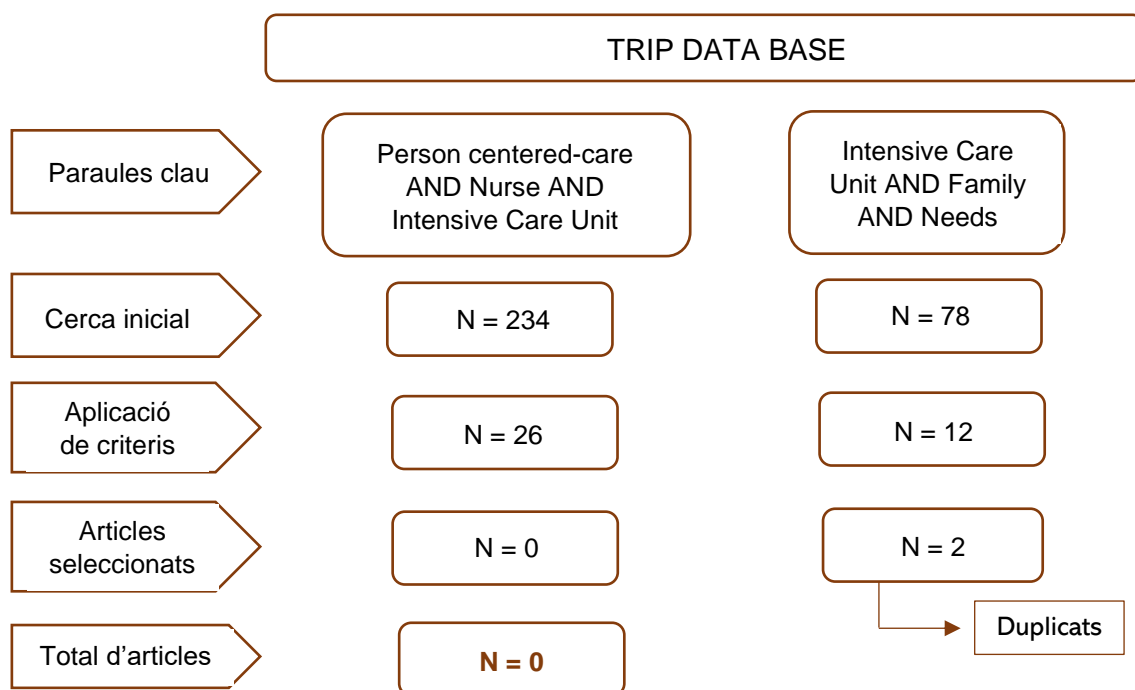 TRIP DATA BASE
Paraules clau
Person centered-care
AND Nurse AND
Intensive Care Unit
Intensive Care
Unit AND Family
AND Needs
Cerca inicial
N = 234
N = 78
Aplicació
de criteris
N = 26
N = 12
Articles
seleccionats
N = 0
N = 2
Duplicats
Total d’articles
N = 0